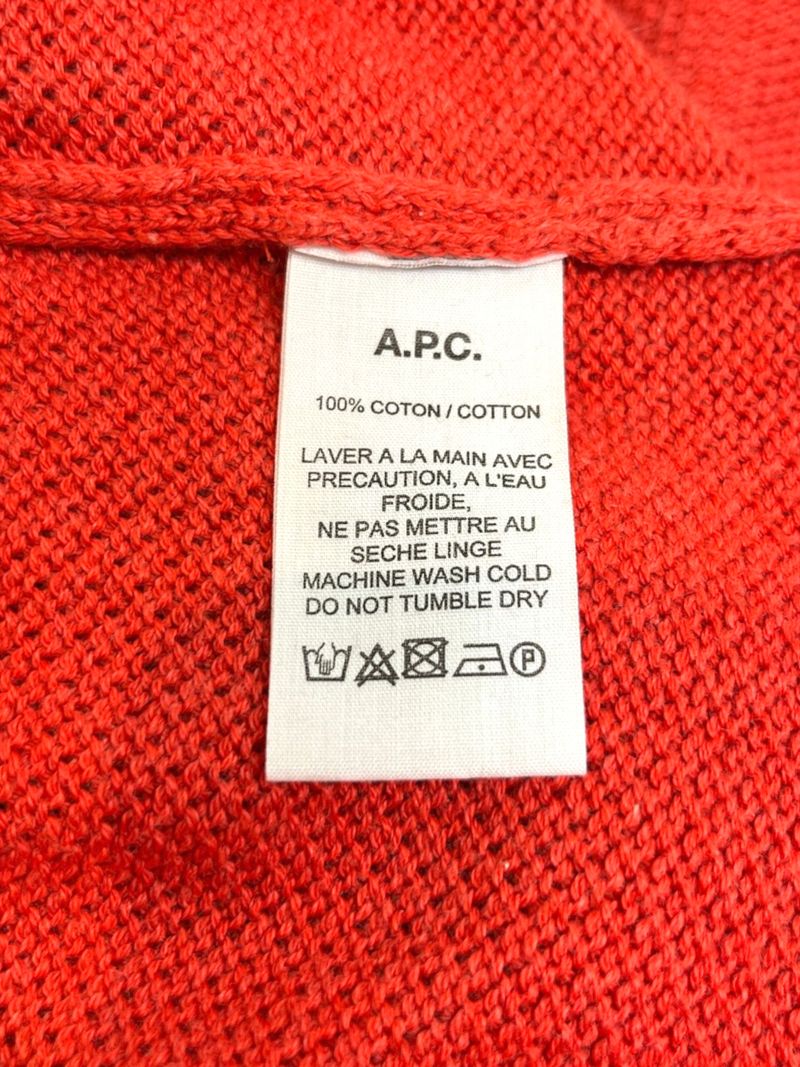 A.P.C.
100% COTON / COTTON
LAVER A LA MAIN AVEC
PRECAUTION, A L'EAU
FROIDE,
NE PAS METTRE AU
SECHE LINGE
MACHINE WASH COLD
DO NOT TUMBLE DRY
P